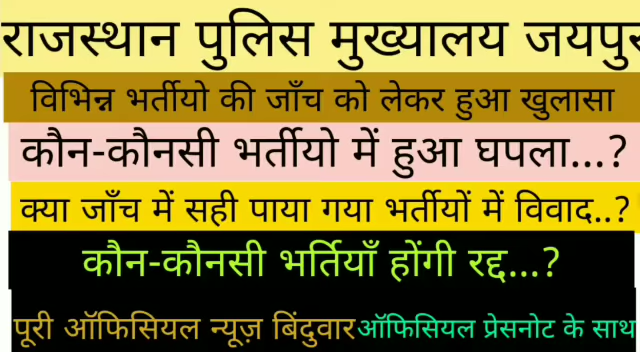 राजस्थान पुलिस मुख्यालय जयपुर
विभिन्न भर्तीयो की जाँच को लेकर हुआ खुलासा
कौन-कौनसी भर्तीयो में हुआ घपला...?
क्या जाँच में सही पाया गया भर्तीयों में विवाद..?
कौन-कौनसी भर्तियाँ होंगी रद्द...?
पूरी ऑफिसियल न्यूज़ बिंदुवार ऑफिसियल प्रेसनोट के साथ